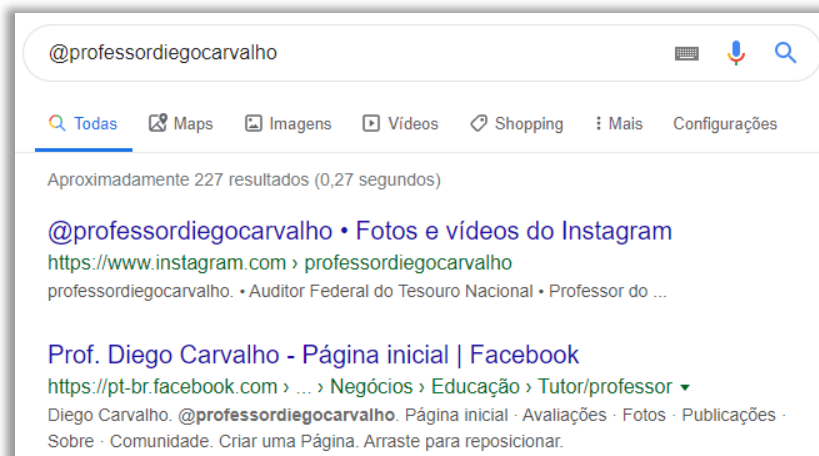 @professordiegocarvalho
Todas Maps Imagens Vídeos Shopping Mais Configurações
Aproximadamente 227 resultados (0,27 segundos)
@professordiegocarvalho • Fotos e vídeos do Instagram
https://www.instagram.com › professordiegocarvalho
professordiegocarvalho. • Auditor Federal do Tesouro Nacional • Professor do ...
Prof. Diego Carvalho - Página inicial | Facebook
https://pt-br.facebook.com › ... › Negócios › Educação › Tutor/professor
Diego Carvalho. @professordiegocarvalho. Página inicial · Avaliações · Fotos · Publicações ·
Sobre · Comunidade. Criar uma Página. Arraste para reposicionar.